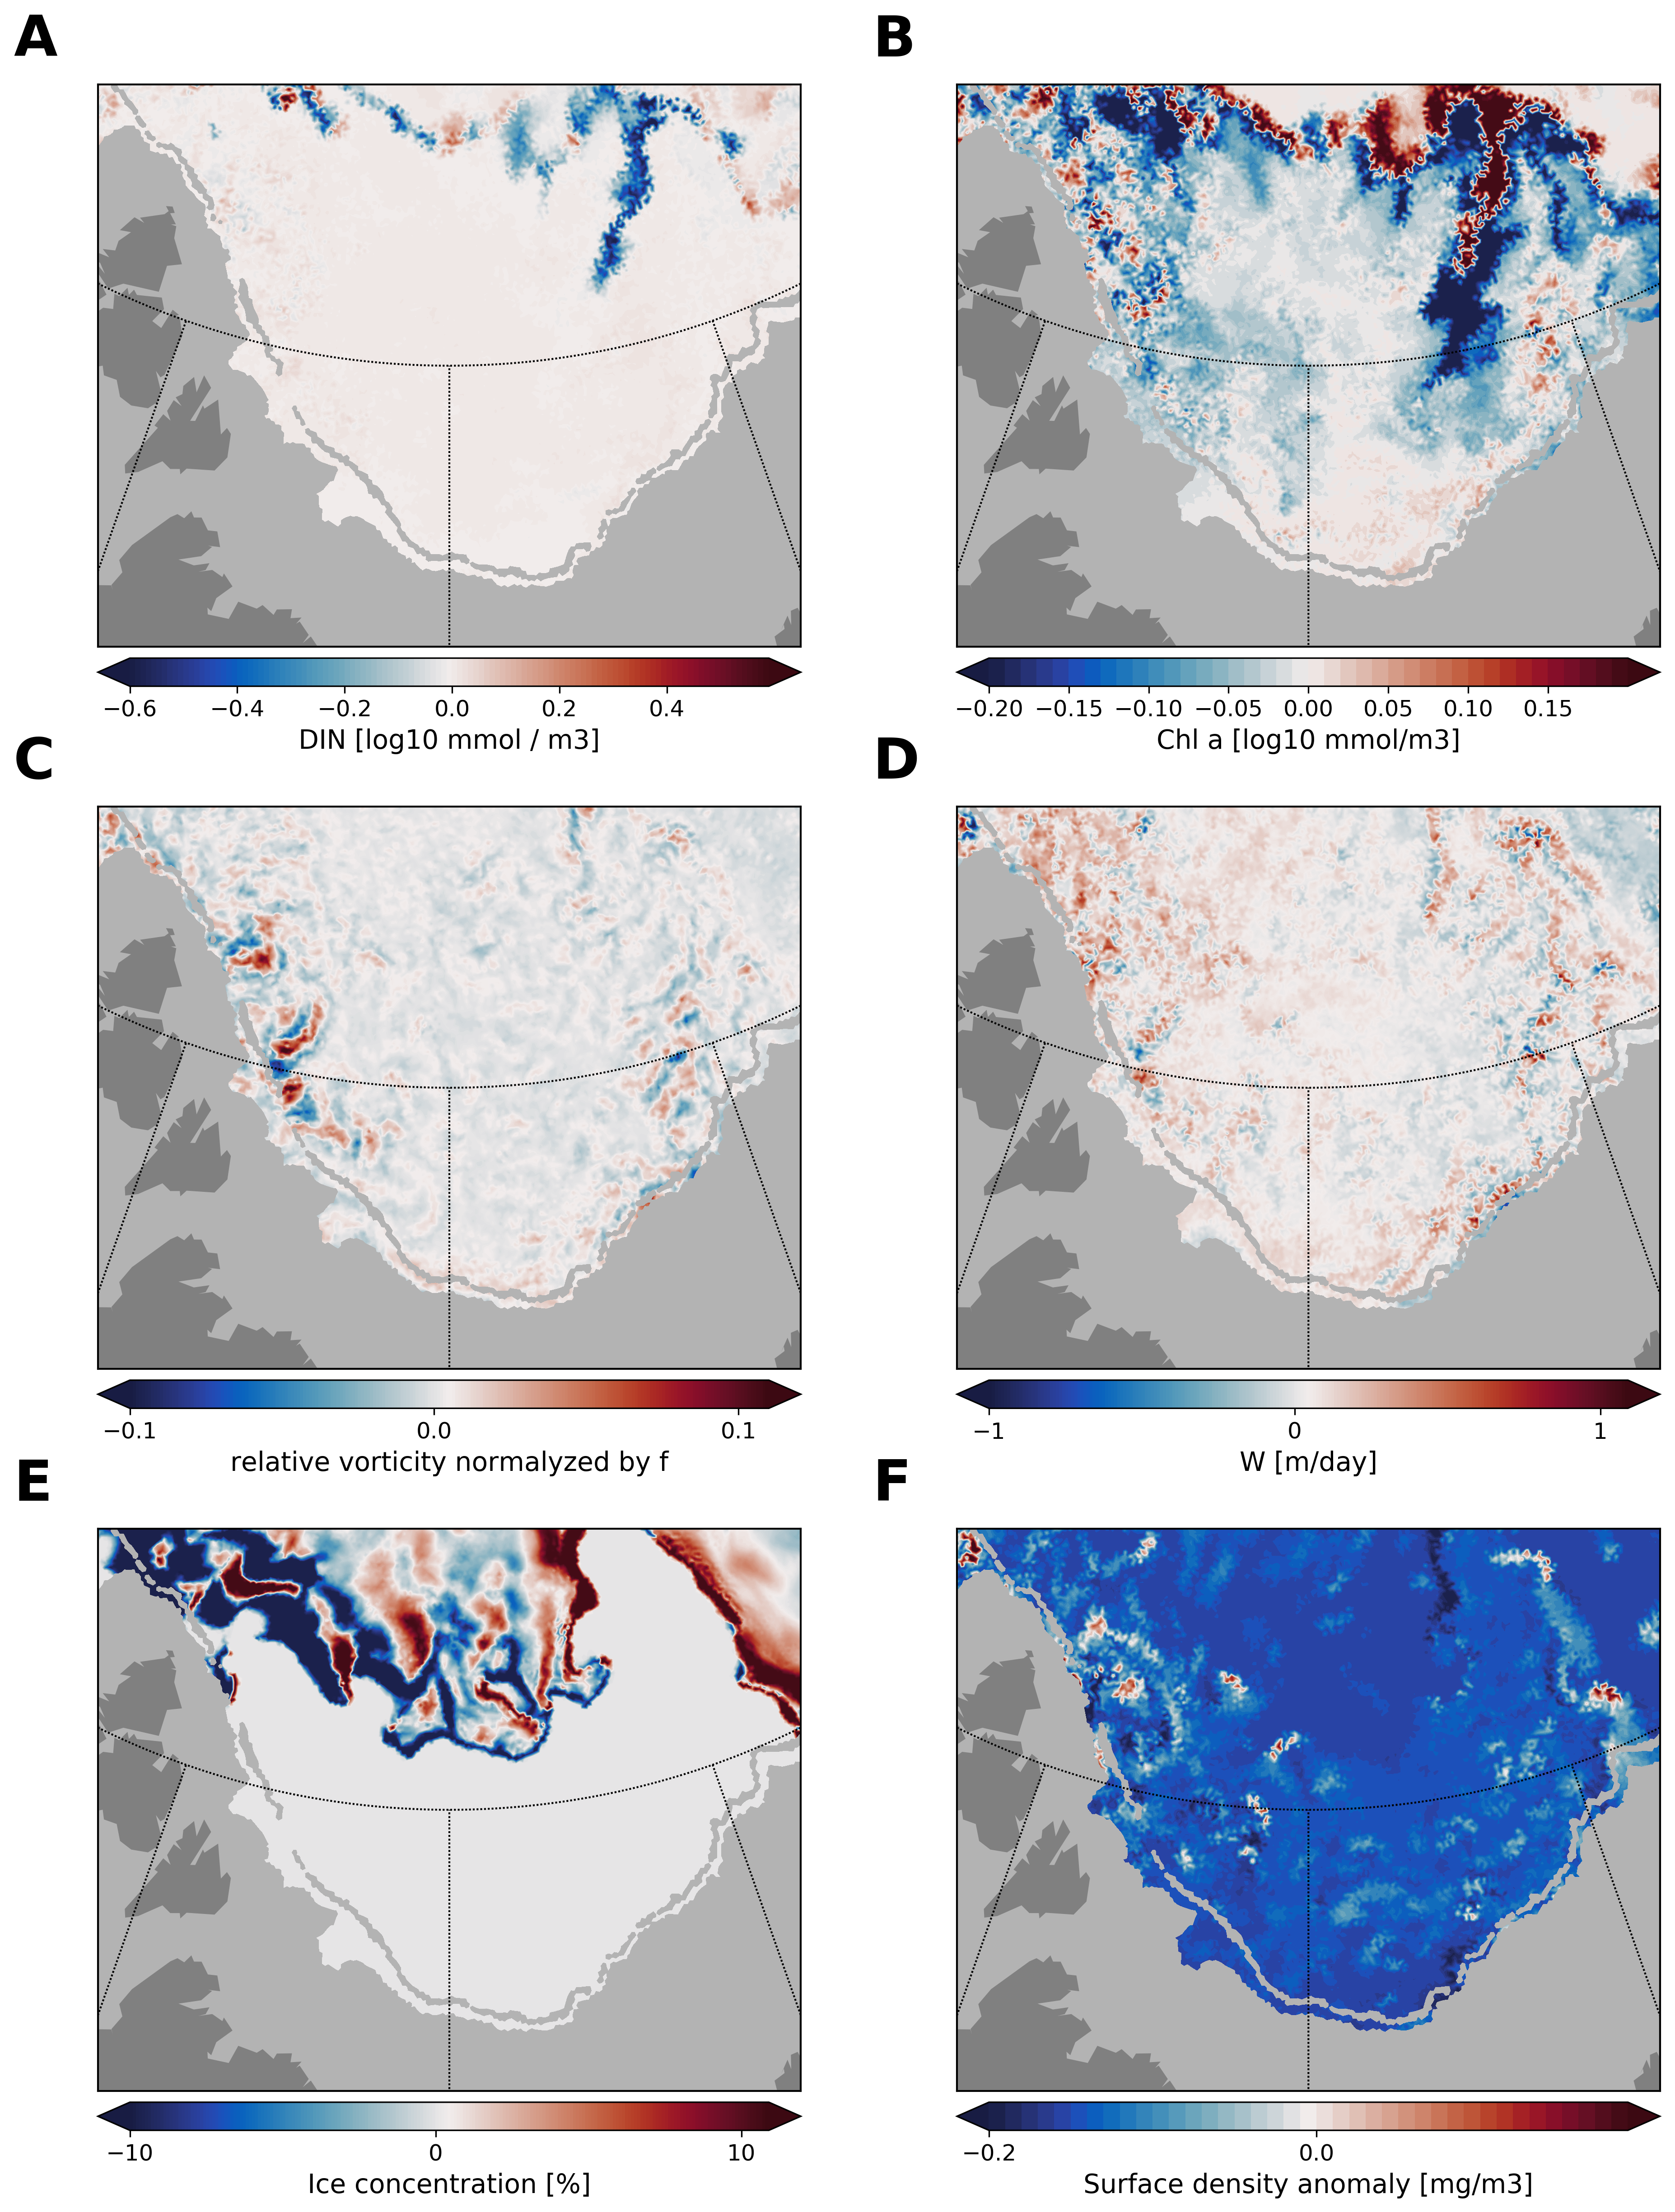 A
B
−0.6 −0.4 −0.2 0.0 0.2 0.4
DIN [log10 mmol / m3]
−0.20 −0.15 −0.10 −0.05 0.00 0.05 0.10 0.15
Chl a [log10 mmol/m3]
C
D
−0.1 0.0 0.1
relative vorticity normalyzed by f
−1 0 1
W [m/day]
E
F
−10 0 10
Ice concentration [%]
−0.2 0.0
Surface density anomaly [mg/m3]